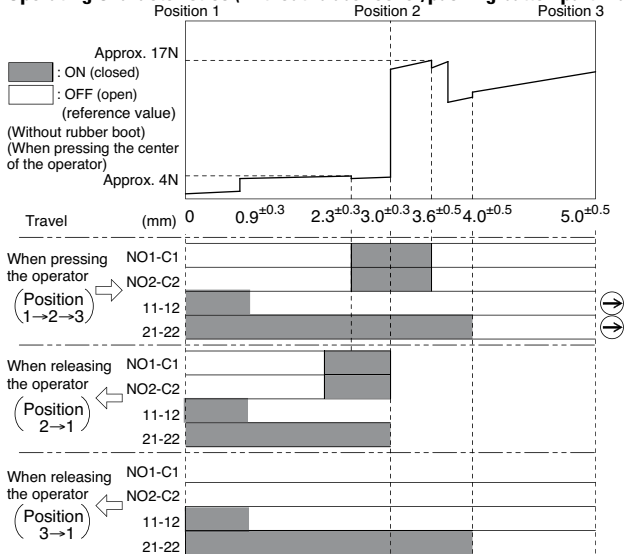 Position 1 Position 2 Position 3
Approx. 17N
: ON (closed)
: OFF (open)
(reference value)
(Without rubber boot)
(When pressing the center
of the operator)
Approx. 4N
Travel (mm) 0 0.9±0.3 2.3±0.3 3.0±0.3 3.6±0.5 4.0±0.5 5.0±0.5
When pressing
the operator
(Position
1→2→3)
NO1-C1
NO2-C2
11-12
21-22
When releasing
the operator
(Position
2→1)
NO1-C1
NO2-C2
11-12
21-22
When releasing
the operator
(Position
3→1)
NO1-C1
NO2-C2
11-12
21-22